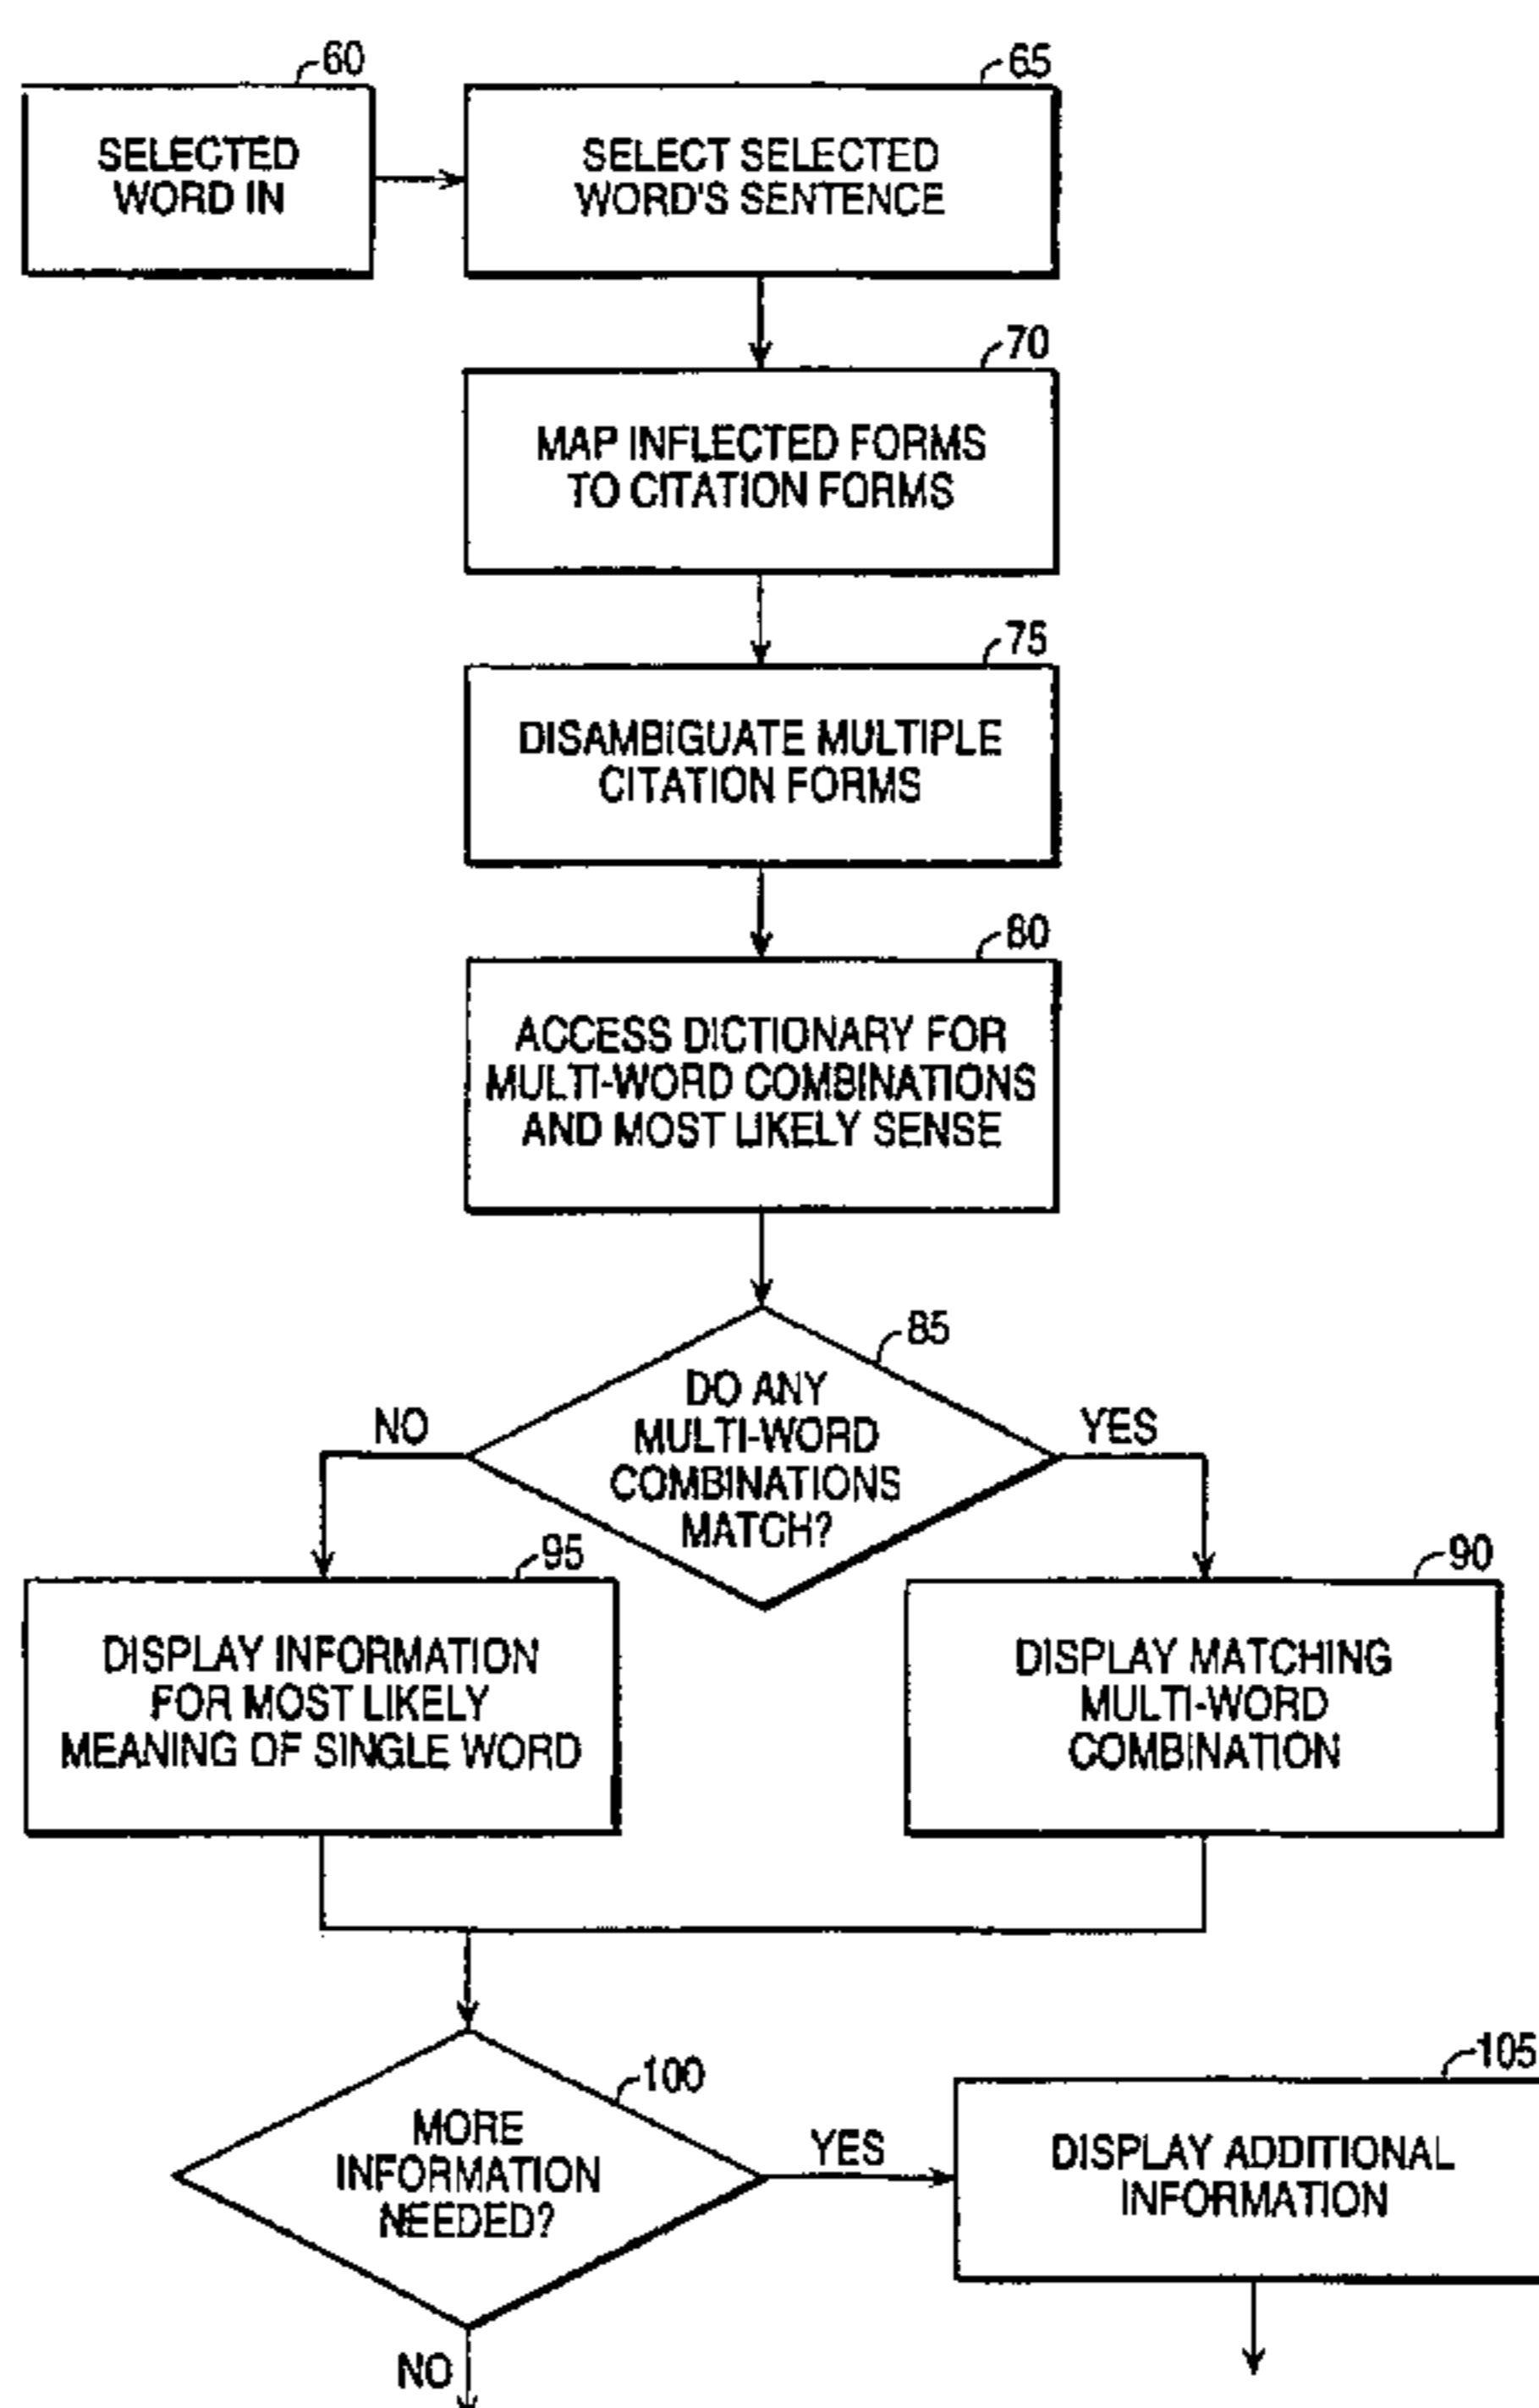 60
SELECTED
WORD IN
65
SELECT SELECTED
WORD'S SENTENCE
70
MAP INFLECTED FORMS
TO CITATION FORMS
75
DISAMBIGUATE MULTIPLE
CITATION FORMS
80
ACCESS DICTIONARY FOR
MULTI-WORD COMBINATIONS
AND MOST LIKELY SENSE
85
DO ANY
MULTI-WORD
COMBINATIONS
MATCH?
NO
YES
95
DISPLAY INFORMATION
FOR MOST LIKELY
MEANING OF SINGLE WORD
90
DISPLAY MATCHING
MULTI-WORD
COMBINATION
100
MORE
INFORMATION
NEEDED?
YES
NO
105
DISPLAY ADDITIONAL
INFORMATION